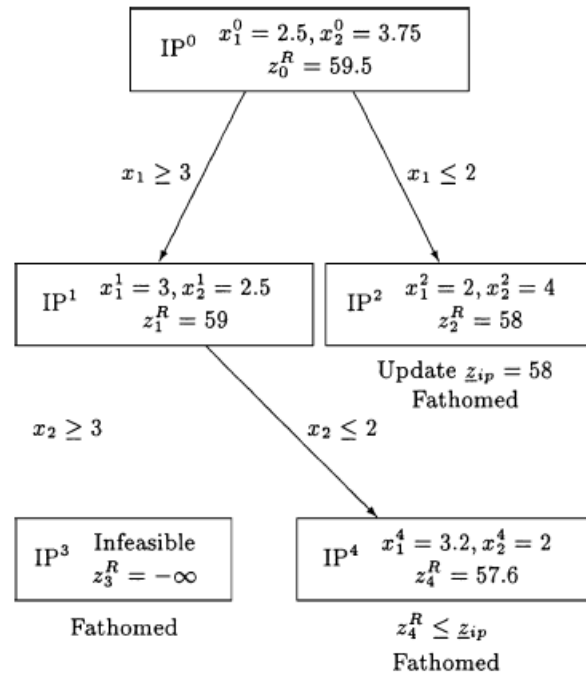 IP⁰ x₁⁰ = 2.5, x₂⁰ = 3.75
z₀ᴿ = 59.5
x₁ ≥ 3
x₁ ≤ 2
IP¹ x₁¹ = 3, x₂¹ = 2.5
z₁ᴿ = 59
IP² x₁² = 2, x₂² = 4
z₂ᴿ = 58
Update z̲ᵢₚ = 58
Fathomed
x₂ ≥ 3
x₂ ≤ 2
IP³ Infeasible
z₃ᴿ = −∞
Fathomed
IP⁴ x₁⁴ = 3.2, x₂⁴ = 2
z₄ᴿ = 57.6
z₄ᴿ ≤ z̲ᵢₚ
Fathomed